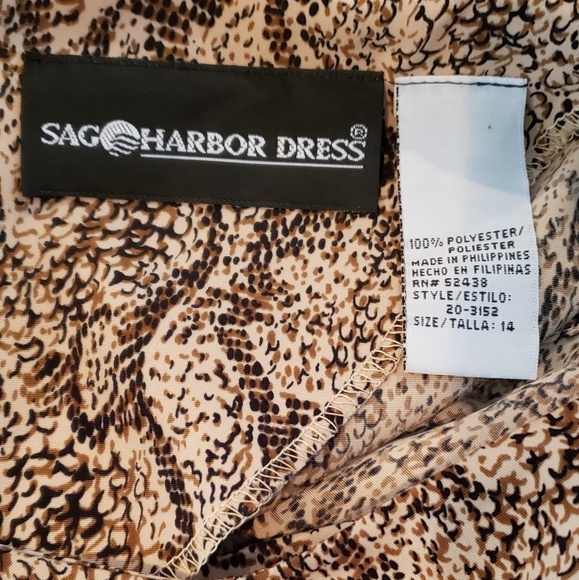 SAG HARBOR DRESS®
100% POLYESTER/
POLIESTER
MADE IN PHILIPPINES
HECHO EN FILIPINAS
RN# 52438
STYLE/ESTILO:
20-3152
SIZE/TALLA: 14